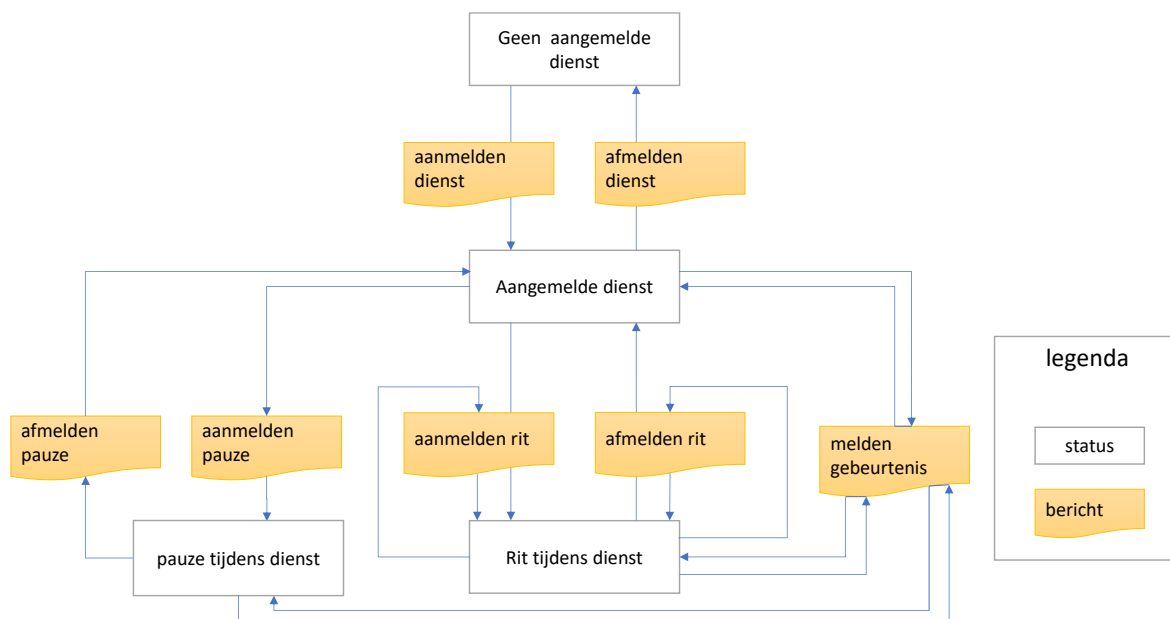 Geen aangemelde
dienst
aanmelden
dienst
afmelden
dienst
Aangemelde dienst
legenda
afmelden
pauze
aanmelden
pauze
aanmelden rit
afmelden rit
melden
gebeurtenis
status
bericht
pauze tijdens dienst
Rit tijdens dienst